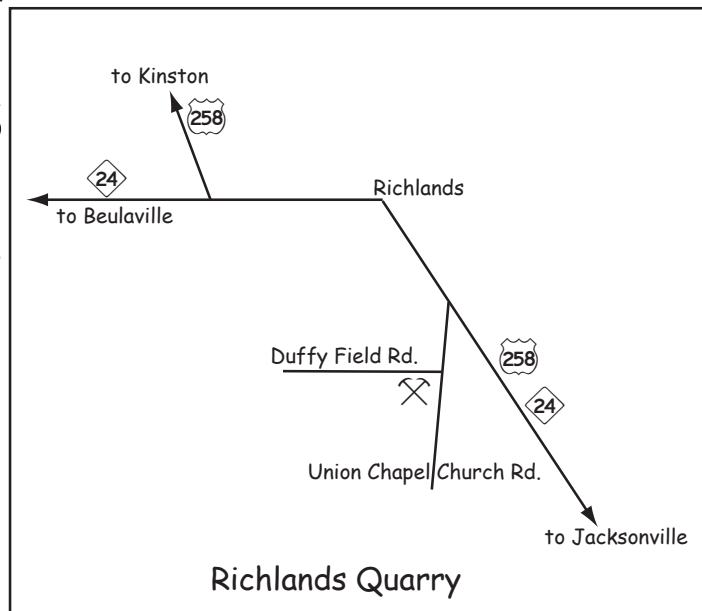 to Kinston
258
24
to Beulaville
Richlands
Duffy Field Rd.
258
24
Union Chapel Church Rd.
to Jacksonville
Richlands Quarry